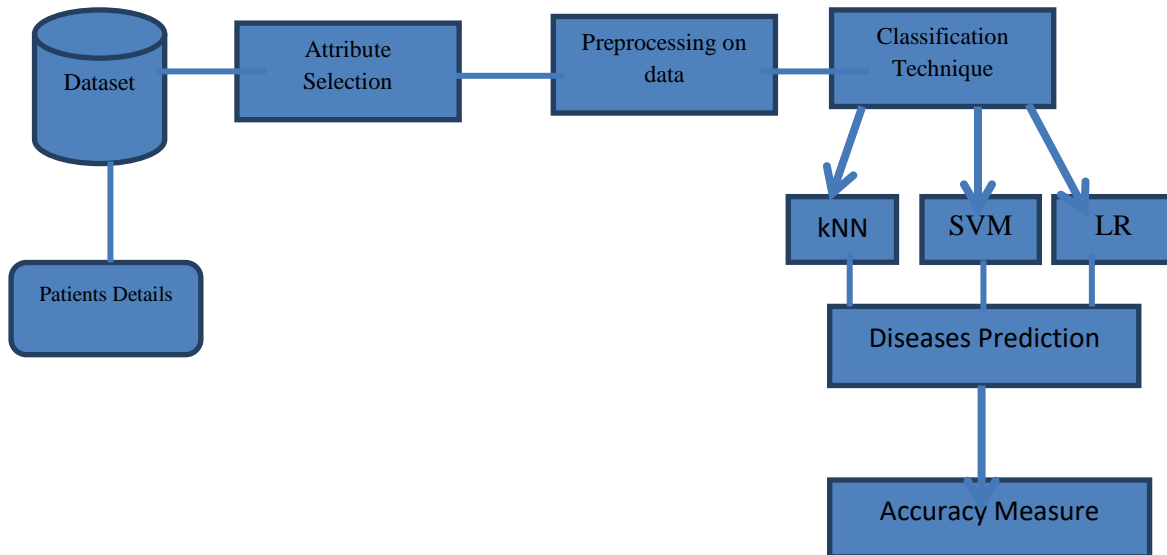 Dataset
Attribute
Selection
Preprocessing on
data
Classification
Technique
kNN
SVM
LR
Patients Details
Diseases Prediction
Accuracy Measure